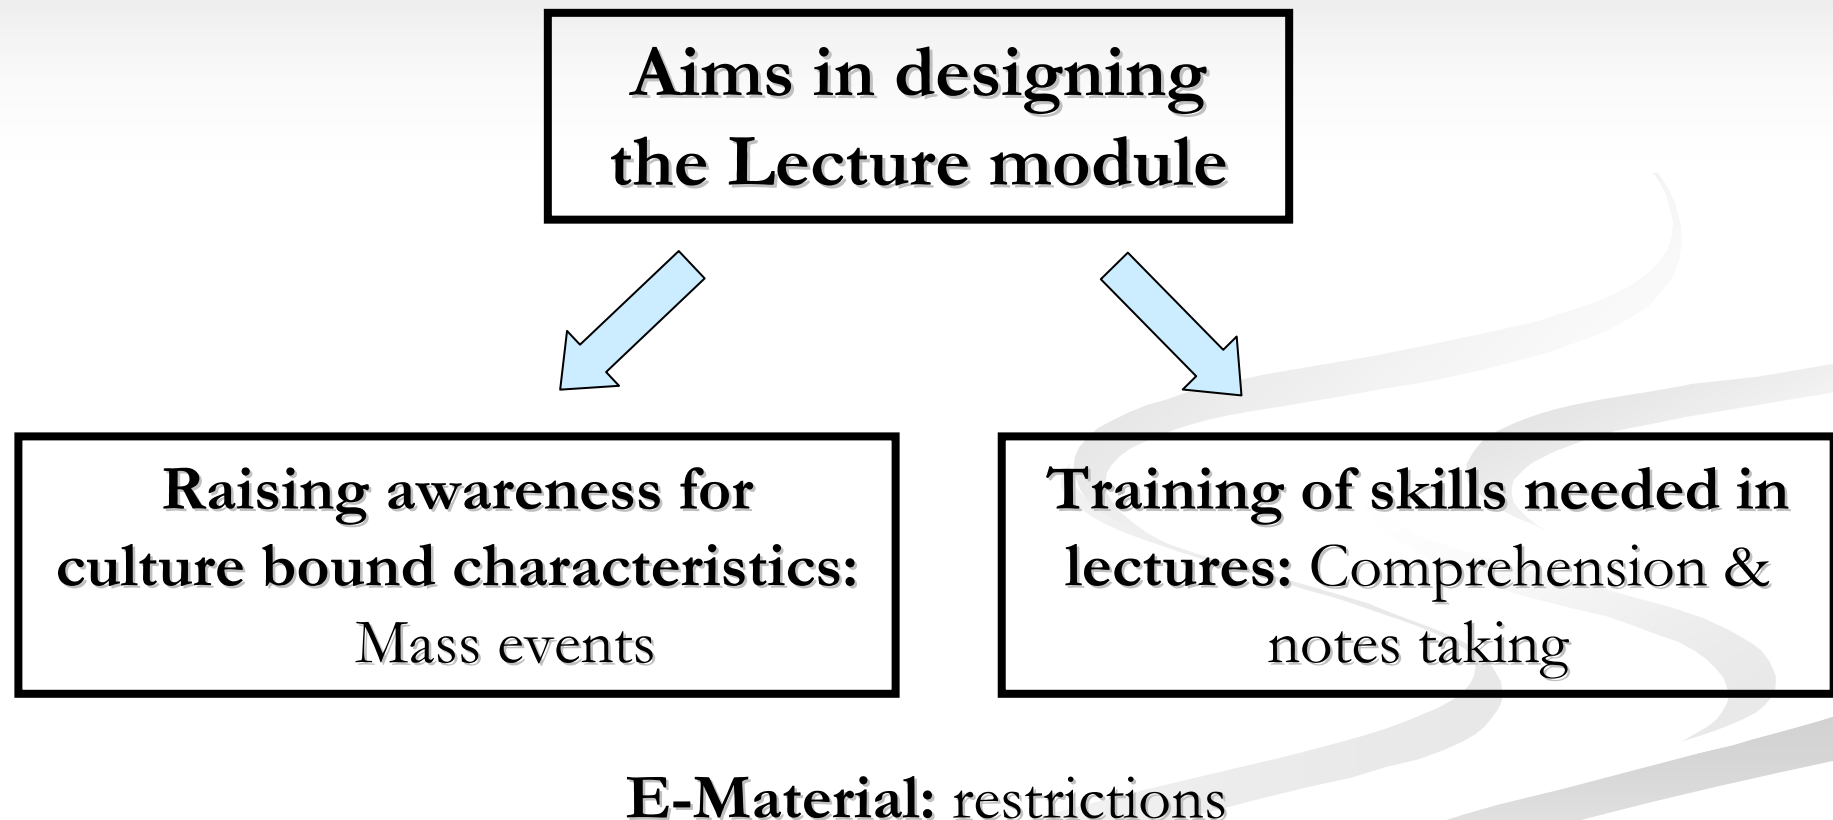 Aims in designing
the Lecture module
Raising awareness for
culture bound characteristics:
Mass events
Training of skills needed in
lectures: Comprehension &
notes taking
E-Material: restrictions